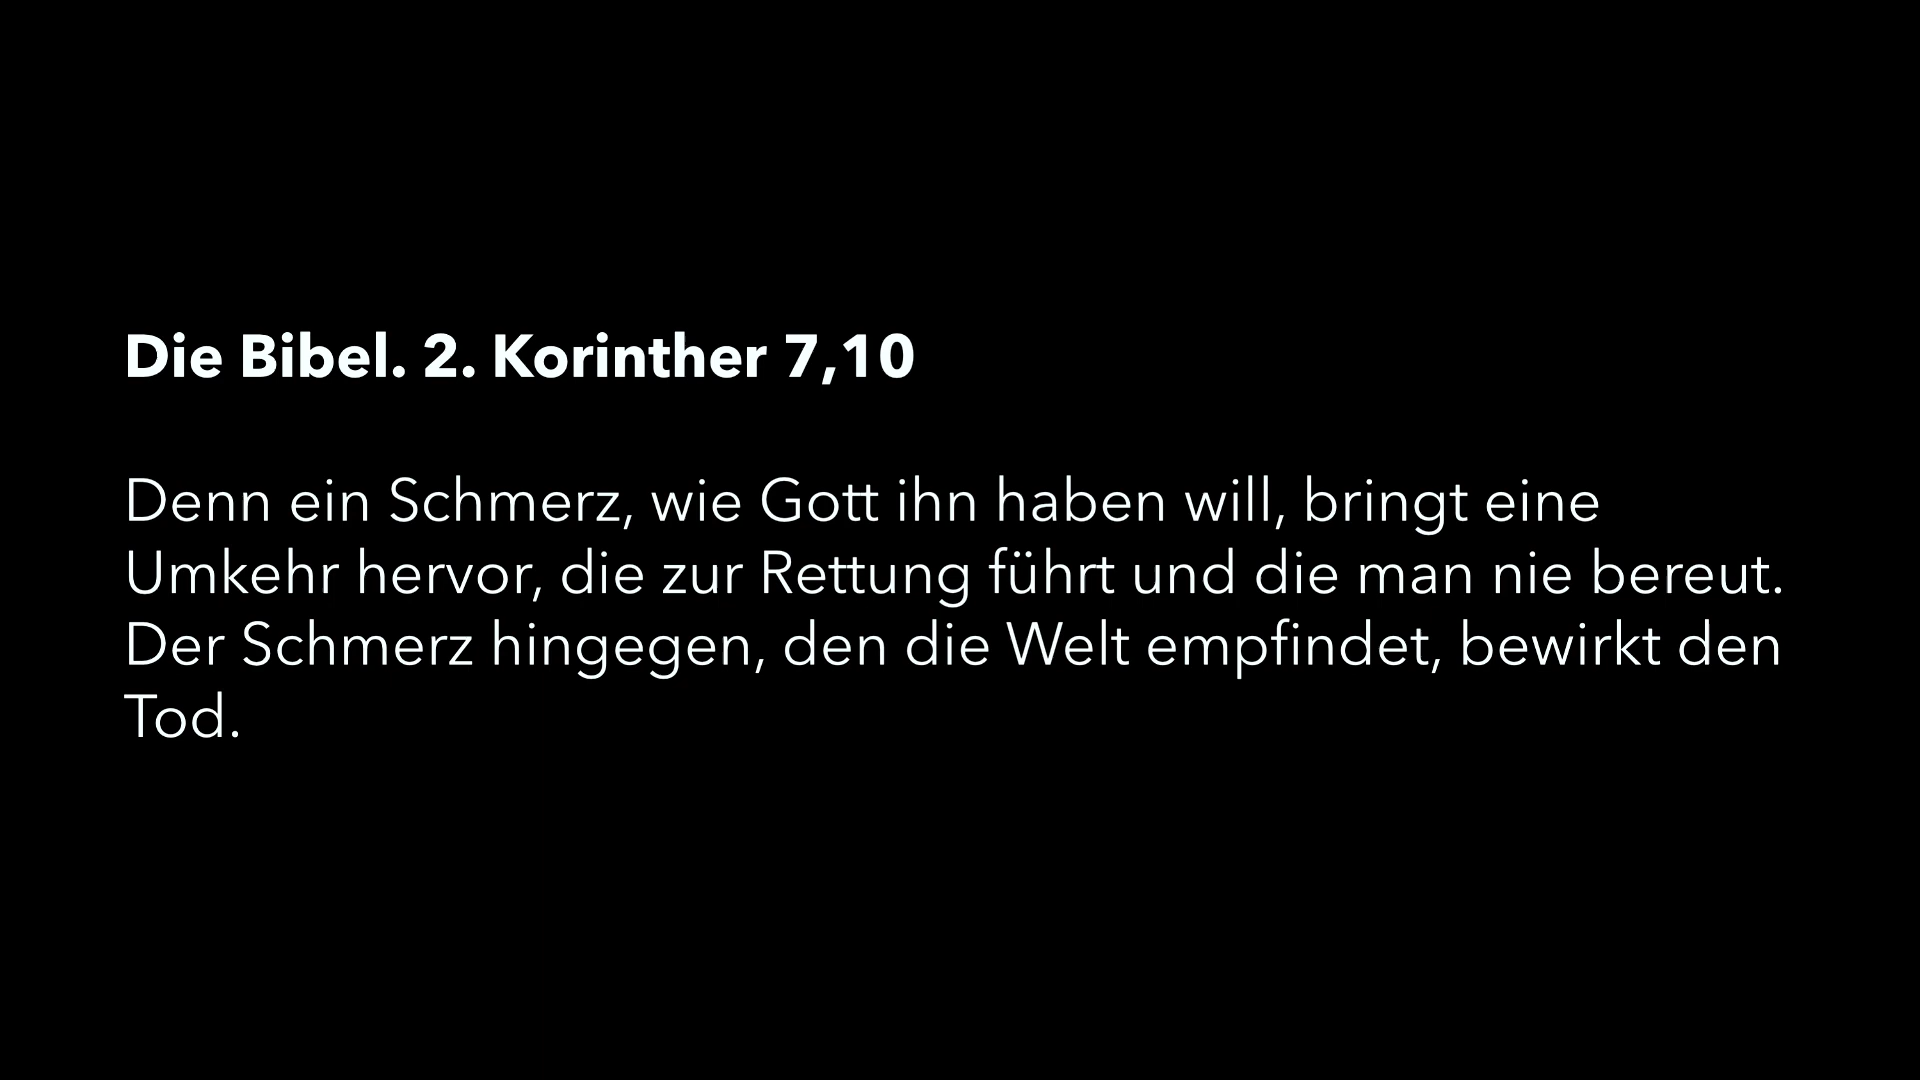 Die Bibel. 2. Korinther 7,10
Denn ein Schmerz, wie Gott ihn haben will, bringt eine
Umkehr hervor, die zur Rettung führt und die man nie bereut.
Der Schmerz hingegen, den die Welt empfindet, bewirkt den
Tod.